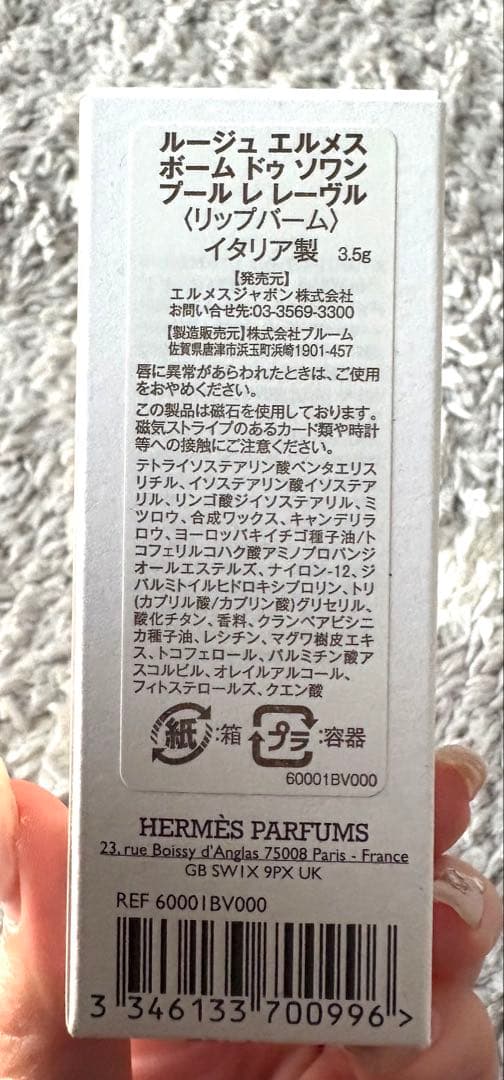 ルージュ エルメス
ボーム ドゥ ソワン
プール レ レーヴル
〈リップバーム〉
イタリア製 3.5g
【発売元】
エルメスジャポン株式会社
お問い合せ先:03-3569-3300
【製造販売元】株式会社ブルーム
佐賀県唐津市浜玉町浜崎1901-457
唇に異常があらわれたときは、ご使用
をおやめください。
この製品は磁石を使用しております。
磁気ストライプのあるカード類や時計
等への接触にご注意ください。
テトライソステアリン酸ペンタエリス
リチル、イソステアリン酸イソステア
リル、リンゴ酸ジイソステアリル、ミ
ツロウ、合成ワックス、キャンデリラ
ロウ、ヨーロッパキイチゴ種子油/ト
コフェリルコハク酸アミノプロパンジ
オールエステルズ、ナイロン-12、ジ
パルミトイルヒドロキシプロリン、トリ
(カプリル酸/カプリン酸)グリセリル、
酸化チタン、香料、クランベアビシニ
カ種子油、レシチン、マグワ樹皮エキ
ス、トコフェロール、パルミチン酸ア
スコルビル、オレイルアルコール、
フィトステロールズ、クエン酸
紙:箱 プラ:容器
60001BV000
HERMÈS PARFUMS
23, rue Boissy d'Anglas 75008 Paris - France
GB SW1X 9PX UK
REF 60001BV000
3 346133 700996 >